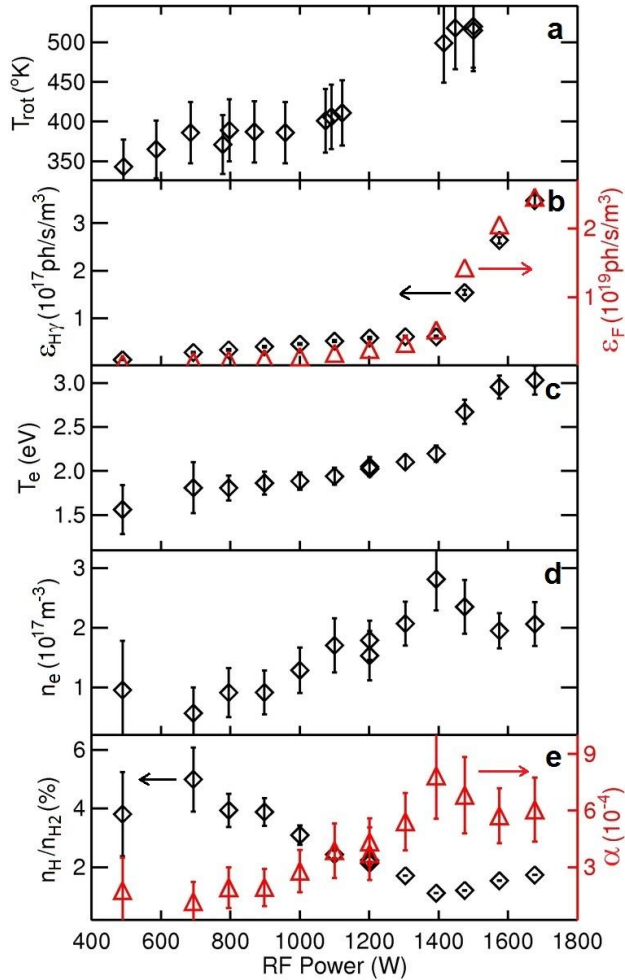 a
500
450
400
350
T_rot (°K)
b
3
2
1
ε_Hγ (10^17 ph/s/m^3)
2
1
ε_F (10^19 ph/s/m^3)
c
3.0
2.5
2.0
1.5
T_e (eV)
d
3
2
1
n_e (10^17 m^-3)
e
6
4
2
n_H/n_H2 (%)
9
6
3
α (10^-4)
400 600 800 1000 1200 1400 1600 1800
RF Power (W)